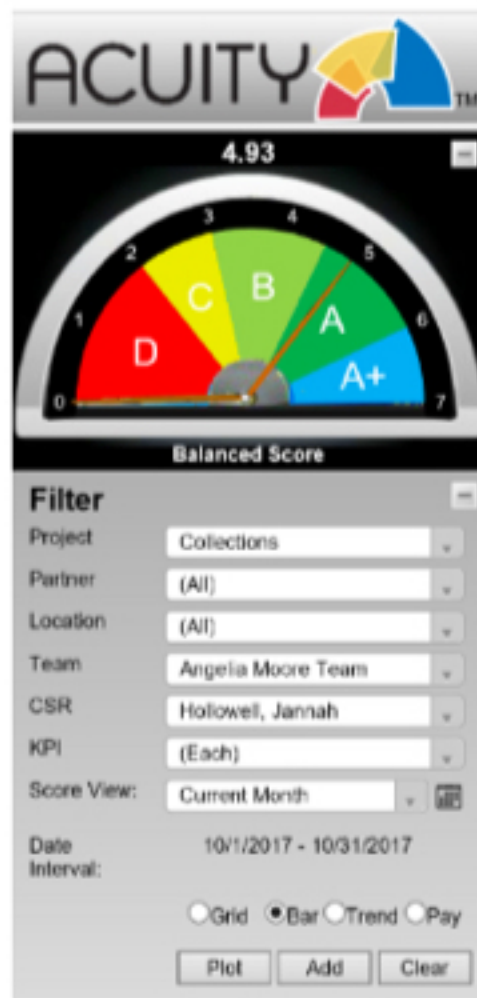 ACUITY TM
4.93
0 1 2 3 4 5 6 7
D C B A A+
Balanced Score
Filter
Project Collections
Partner (All)
Location (All)
Team Angelia Moore Team
CSR Hollowell, Jannah
KPI (Each)
Score View: Current Month
Date 10/1/2017 - 10/31/2017
Interval:
Grid Bar Trend Pay
Plot Add Clear